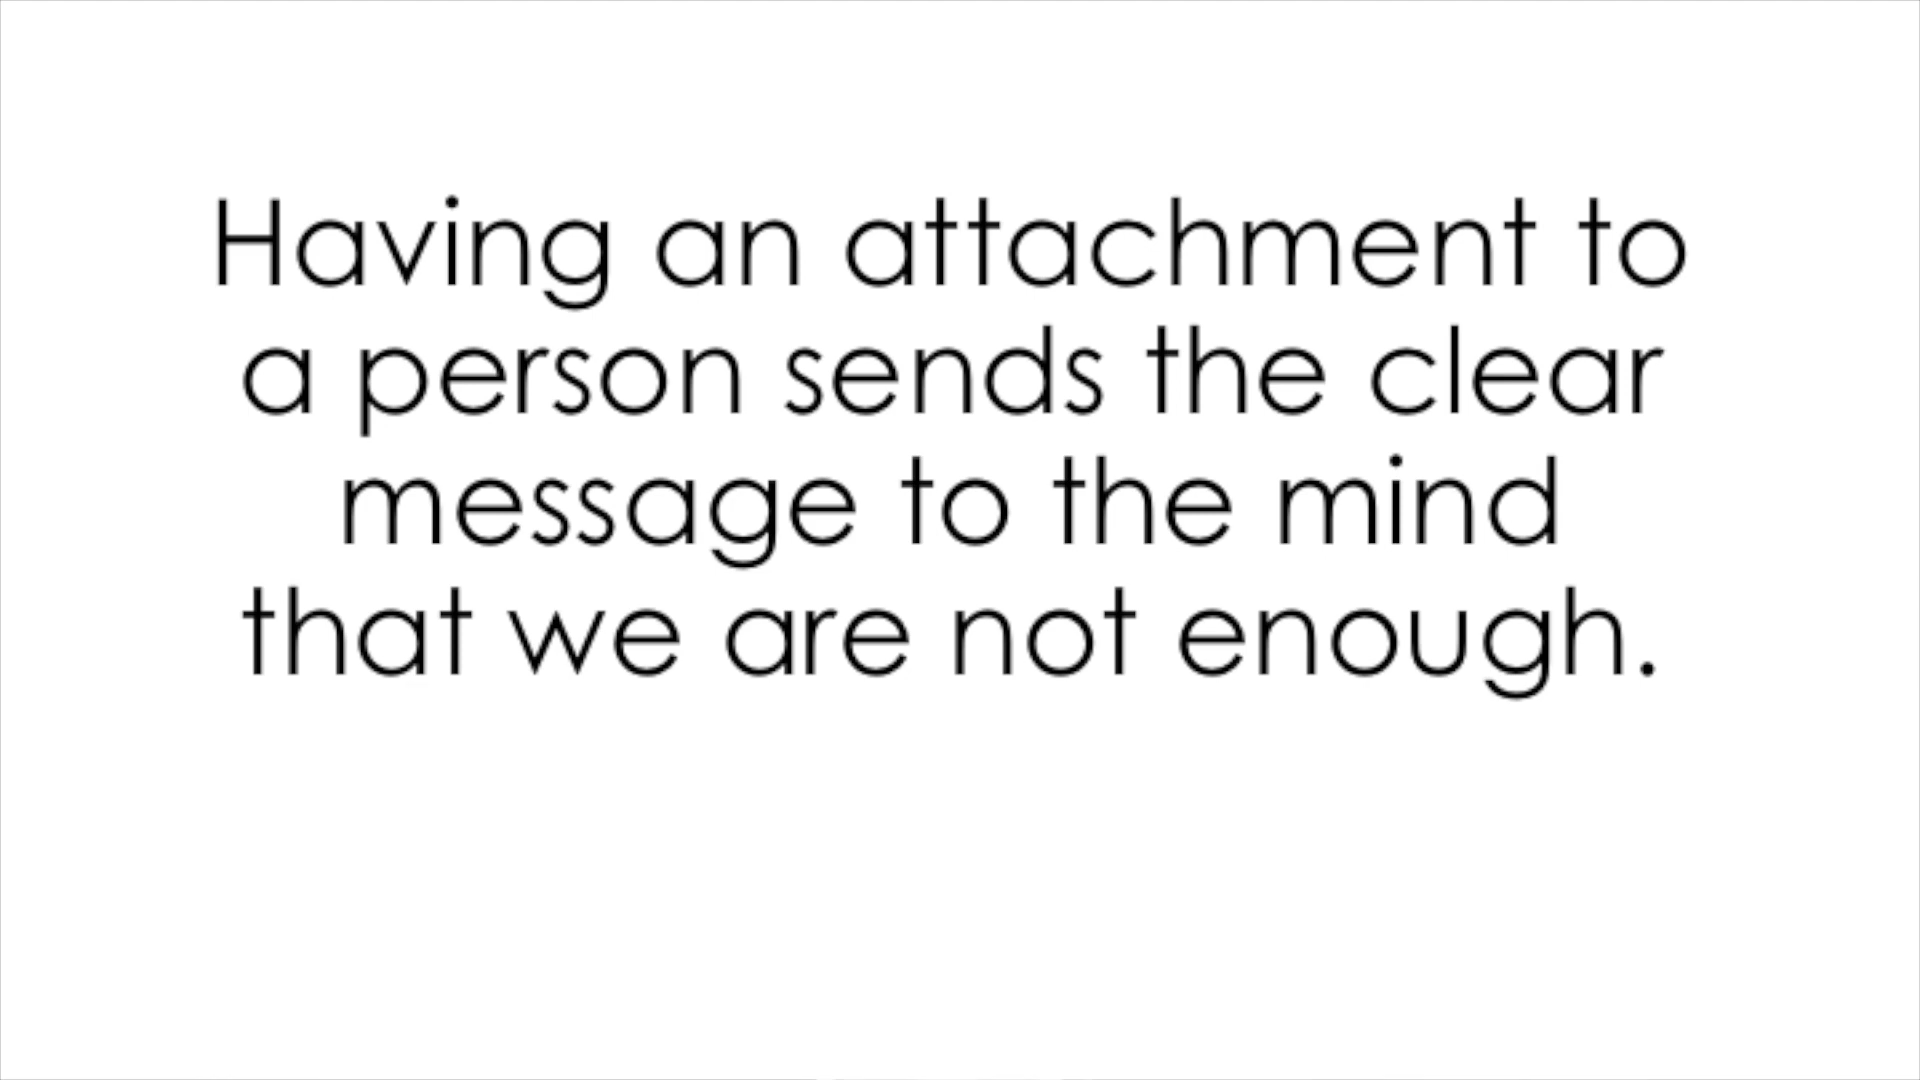 Having an attachment to
a person sends the clear
message to the mind
that we are not enough.